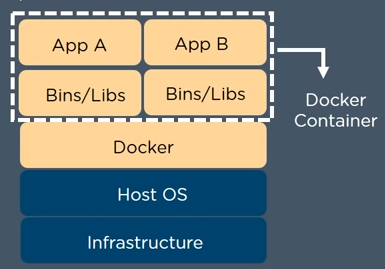 App A
App B
Bins/Libs
Bins/Libs
Docker
Container
Docker
Host OS
Infrastructure